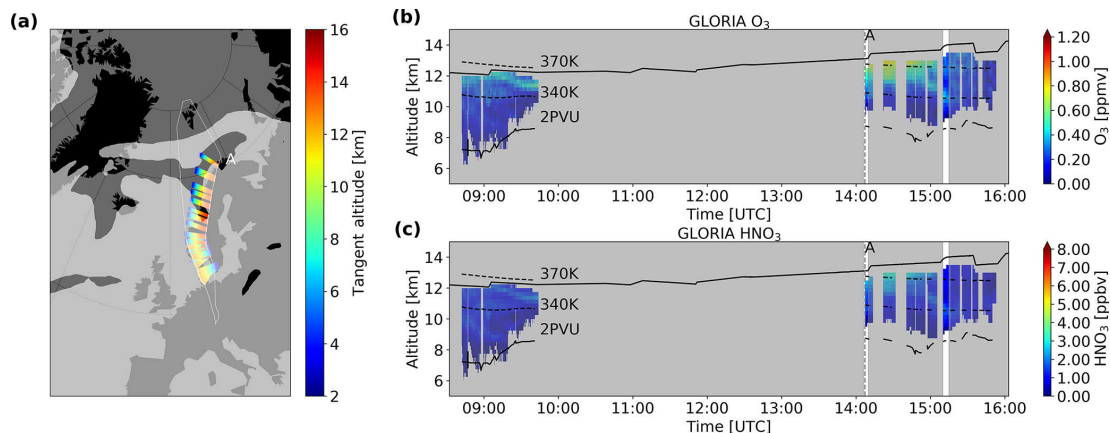 (a)
A
16
14
12
10
8
6
4
2
Tangent altitude [km]
(b)
GLORIA O₃
A
14
12
10
8
6
Altitude [km]
370K
340K
2PVU
09:00 10:00 11:00 12:00 13:00 14:00 15:00 16:00
Time [UTC]
1.20
1.00
0.80
0.60
0.40
0.20
0.00
O₃ [ppmv]
(c)
GLORIA HNO₃
A
14
12
10
8
6
Altitude [km]
370K
340K
2PVU
09:00 10:00 11:00 12:00 13:00 14:00 15:00 16:00
Time [UTC]
8.00
7.00
6.00
5.00
4.00
3.00
2.00
1.00
0.00
HNO₃ [ppbv]